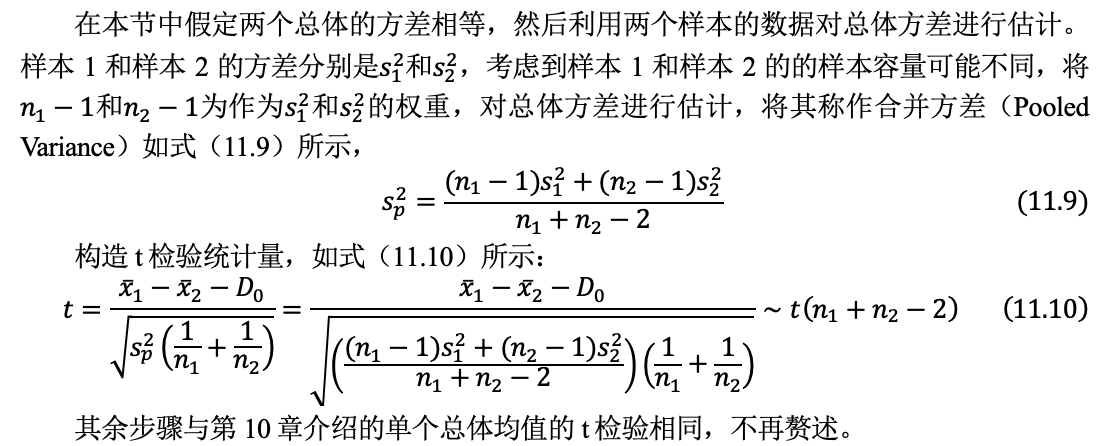 在本节中假定两个总体的方差相等，然后利用两个样本的数据对总体方差进行估计。
样本 1 和样本 2 的方差分别是$s_1^2$和$s_2^2$，考虑到样本 1 和样本 2 的的样本容量可能不同，将
$n_1 - 1$和$n_2 - 1$为作为$s_1^2$和$s_2^2$的权重，对总体方差进行估计，将其称作合并方差（Pooled
Variance）如式（11.9）所示，
$s_p^2 = \frac{(n_1 - 1)s_1^2 + (n_2 - 1)s_2^2}{n_1 + n_2 - 2}$ (11.9)
构造 t 检验统计量，如式（11.10）所示：
$t = \frac{\bar{x}_1 - \bar{x}_2 - D_0}{\sqrt{s_p^2\left(\frac{1}{n_1} + \frac{1}{n_2}\right)}} = \frac{\bar{x}_1 - \bar{x}_2 - D_0}{\sqrt{\left(\frac{(n_1 - 1)s_1^2 + (n_2 - 1)s_2^2}{n_1 + n_2 - 2}\right)\left(\frac{1}{n_1} + \frac{1}{n_2}\right)}} \sim t(n_1 + n_2 - 2)$ (11.10)
其余步骤与第 10 章介绍的单个总体均值的 t 检验相同，不再赘述。